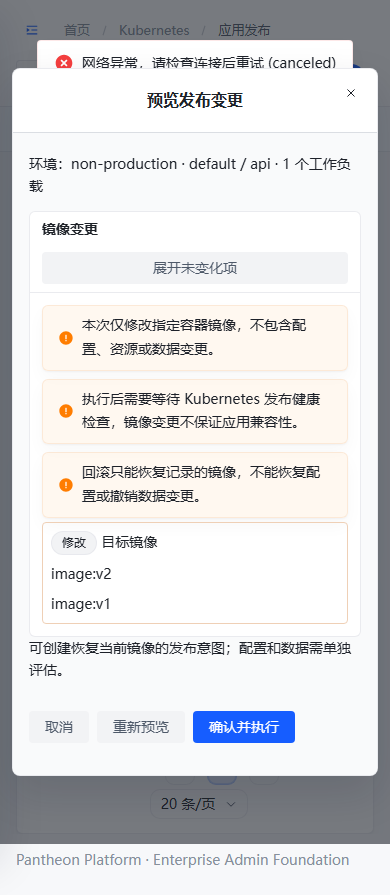 首页 / Kubernetes / 应用发布
网络异常，请检查连接后重试 (canceled)
预览发布变更
环境：non-production · default / api · 1 个工作负
载
镜像变更
展开未变化项
本次仅修改指定容器镜像，不包含配
置、资源或数据变更。
执行后需要等待 Kubernetes 发布健康
检查，镜像变更不保证应用兼容性。
回滚只能恢复记录的镜像，不能恢复配
置或撤销数据变更。
修改 目标镜像
image:v2
image:v1
可创建恢复当前镜像的发布意图；配置和数据需单独
评估。
取消 重新预览 确认并执行
20 条/页
Pantheon Platform · Enterprise Admin Foundation